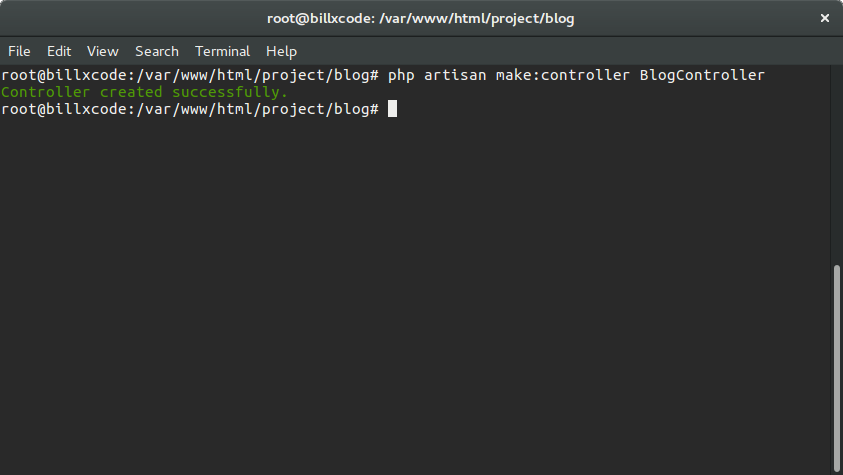 root@billxcode: /var/www/html/project/blog
File Edit View Search Terminal Help
root@billxcode:/var/www/html/project/blog# php artisan make:controller BlogController
Controller created successfully.
root@billxcode:/var/www/html/project/blog#